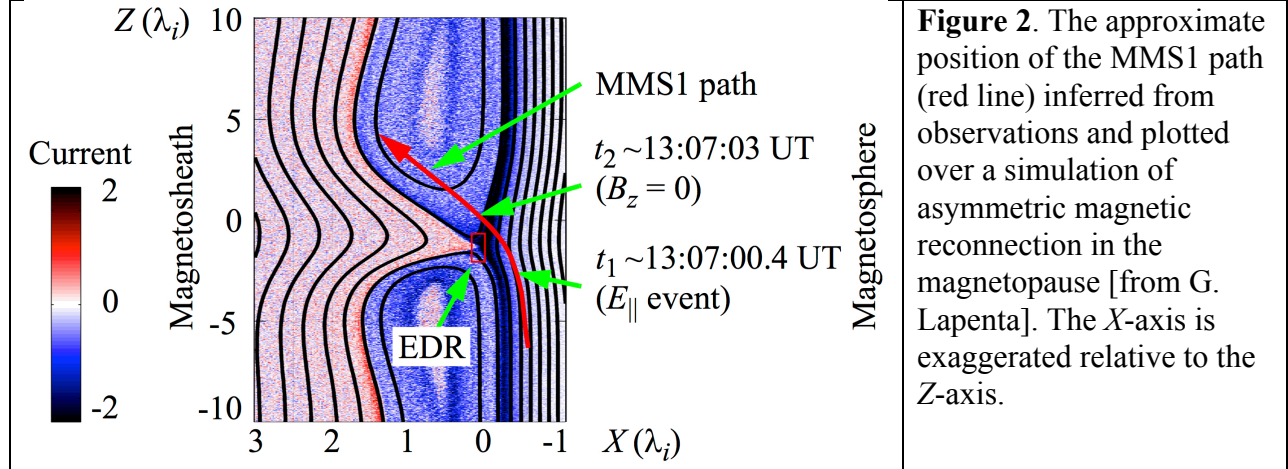 Z (λi) 10
5
0
-5
-10
3 2 1 0 X (λi) -1
Magnetosheath
Magnetosphere
Current
2
0
-2
MMS1 path
t2 ~13:07:03 UT
(Bz = 0)
t1 ~13:07:00.4 UT
(E|| event)
EDR
Figure 2. The approximate
position of the MMS1 path
(red line) inferred from
observations and plotted
over a simulation of
asymmetric magnetic
reconnection in the
magnetopause [from G.
Lapenta]. The X-axis is
exaggerated relative to the
Z-axis.